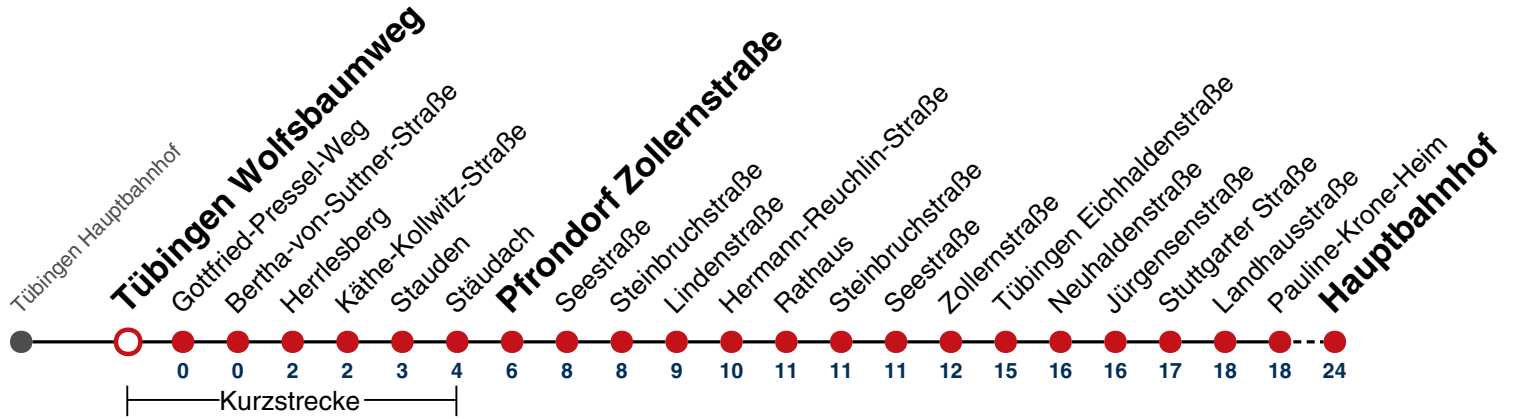 Tübingen Hauptbahnhof
Tübingen Wolfsbaumweg
Gottfried-Pressel-Weg
Bertha-von-Suttner-Straße
Herrlesberg
Käthe-Kollwitz-Straße
Stauden
Stäudach
Pfrondorf Zollernstraße
Seestraße
Steinbruchstraße
Lindenstraße
Hermann-Reuchlin-Straße
Rathaus
Steinbruchstraße
Seestraße
Zollernstraße
Tübingen Eichhaldenstraße
Neuhaldenstraße
Jürgensenstraße
Stuttgarter Straße
Landhausstraße
Pauline-Krone-Heim
Hauptbahnhof
0 0 2 2 3 4 6 8 8 9 10 11 11 11 12 15 16 16 17 18 18 24
Kurzstrecke